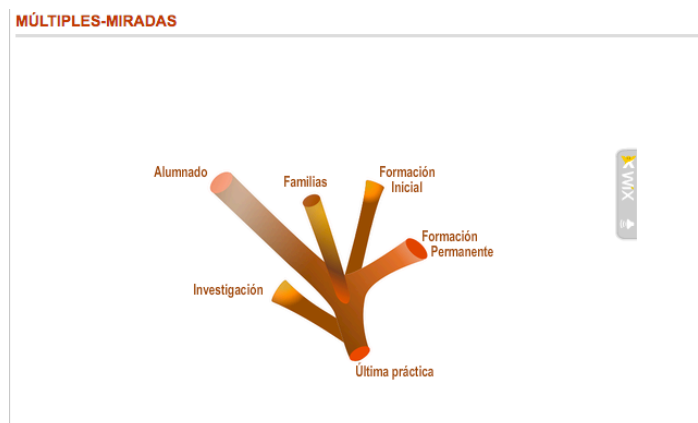 MÚLTIPLES-MIRADAS
Alumnado
Familias
Formación
Inicial
Formación
Permanente
Investigación
Última práctica
WiX